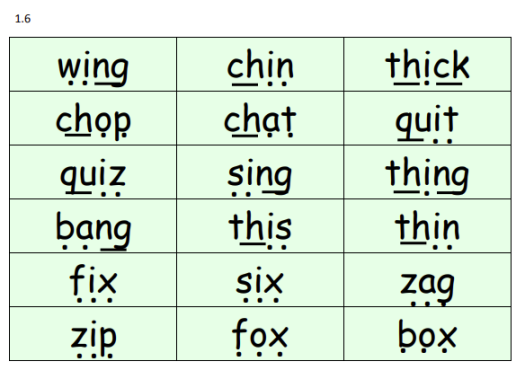 1.6
wing chin thick
chop chat quit
quiz sing thing
bang this thin
fix six zag
zip fox box